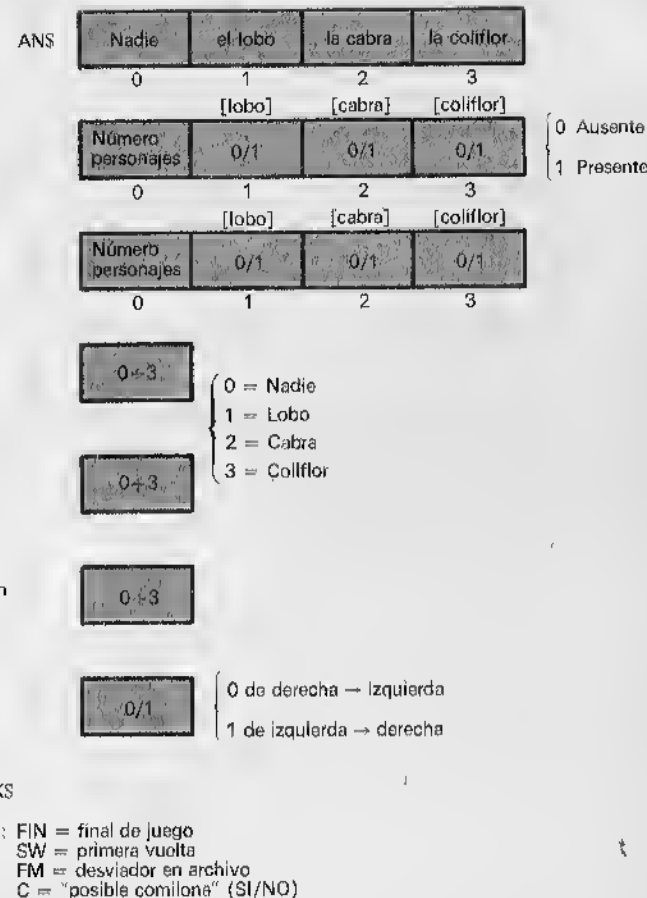 ANS Nadie el lobo la cabra la coliflor
0 1 2 3
[lobo] [cabra] [coliflor]
Número personajes 0/1 0/1 0/1
0 Ausente
1 Presente
0 1 2 3
[lobo] [cabra] [coliflor]
Número personajes 0/1 0/1 0/1
0 1 2 3
0÷3
0 = Nadie
1 = Lobo
2 = Cabra
3 = Coliflor
0÷3
0÷3
0/1
0 de derecha → izquierda
1 de izquierda → derecha
: FIN = final de juego
SW = primera vuelta
FM = desviador en archivo
C = "posible comilona" (SI/NO)